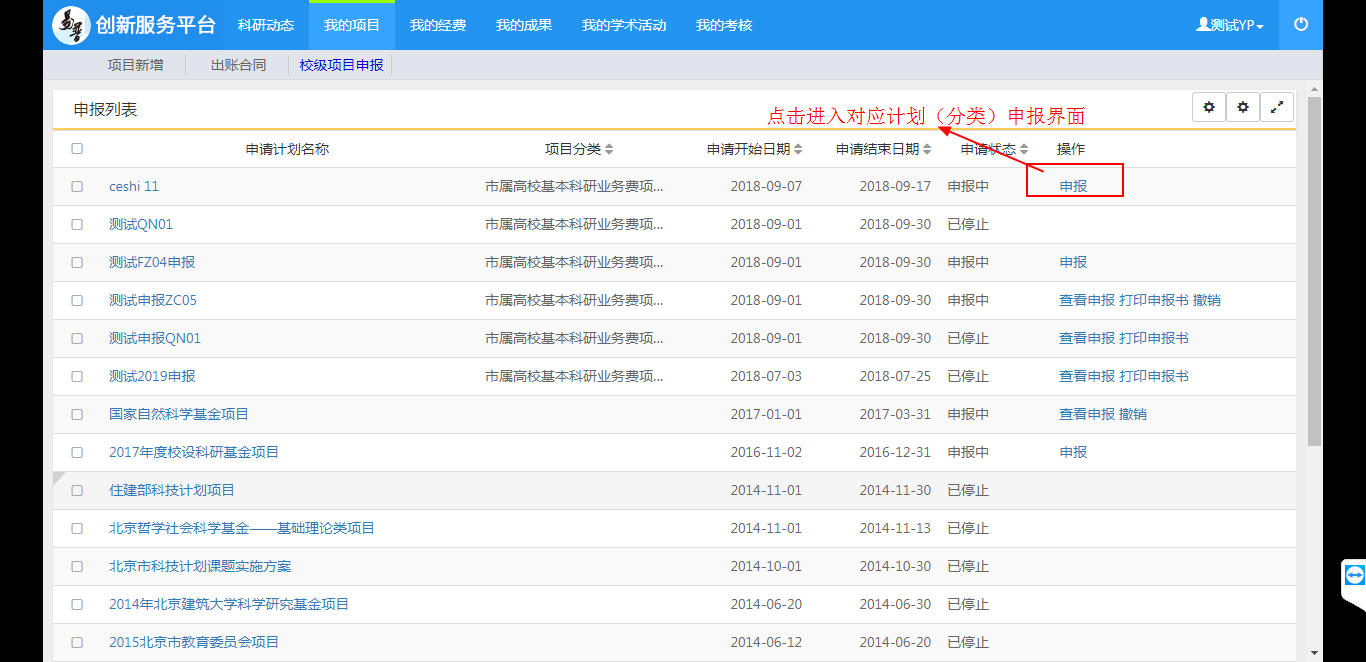 易普 创新服务平台 科研动态 我的项目 我的经费 我的成果 我的学术活动 我的考核 测试YP
项目新增 出账合同 校级项目申报
申报列表
点击进入对应计划（分类）申报界面
申请计划名称 项目分类 申请开始日期 申请结束日期 申请状态 操作
ceshi 11 市属高校基本科研业务费项... 2018-09-07 2018-09-17 申报中 申报
测试QN01 市属高校基本科研业务费项... 2018-09-01 2018-09-30 已停止
测试FZ04申报 市属高校基本科研业务费项... 2018-09-01 2018-09-30 申报中 申报
测试申报ZC05 市属高校基本科研业务费项... 2018-09-01 2018-09-30 申报中 查看申报 打印申报书 撤销
测试申报QN01 市属高校基本科研业务费项... 2018-09-01 2018-09-30 已停止 查看申报 打印申报书
测试2019申报 市属高校基本科研业务费项... 2018-07-03 2018-07-25 已停止 查看申报 打印申报书
国家自然科学基金项目 2017-01-01 2017-03-31 申报中 查看申报 撤销
2017年度校设科研基金项目 2016-11-02 2016-12-31 申报中 申报
住建部科技计划项目 2014-11-01 2014-11-30 已停止
北京哲学社会科学基金——基础理论类项目 2014-11-01 2014-11-13 已停止
北京市科技计划课题实施方案 2014-10-01 2014-10-30 已停止
2014年北京建筑大学科学研究基金项目 2014-06-20 2014-06-30 已停止
2015北京市教育委员会项目 2014-06-12 2014-06-20 已停止